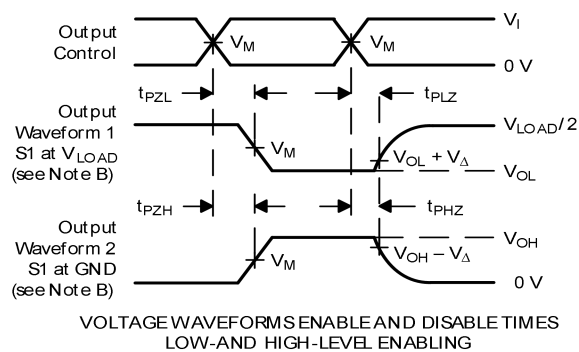 Output
Control
V_M
V_M
V_I
0 V
t_PZL
t_PLZ
Output
Waveform 1
S1 at V_LOAD
(see Note B)
V_M
V_LOAD/2
V_OL + V_Δ
V_OL
t_PZH
t_PHZ
Output
Waveform 2
S1 at GND
(see Note B)
V_M
V_OH
V_OH − V_Δ
0 V
VOLTAGE WAVEFORMS ENABLE AND DISABLE TIMES
LOW-AND HIGH-LEVEL ENABLING